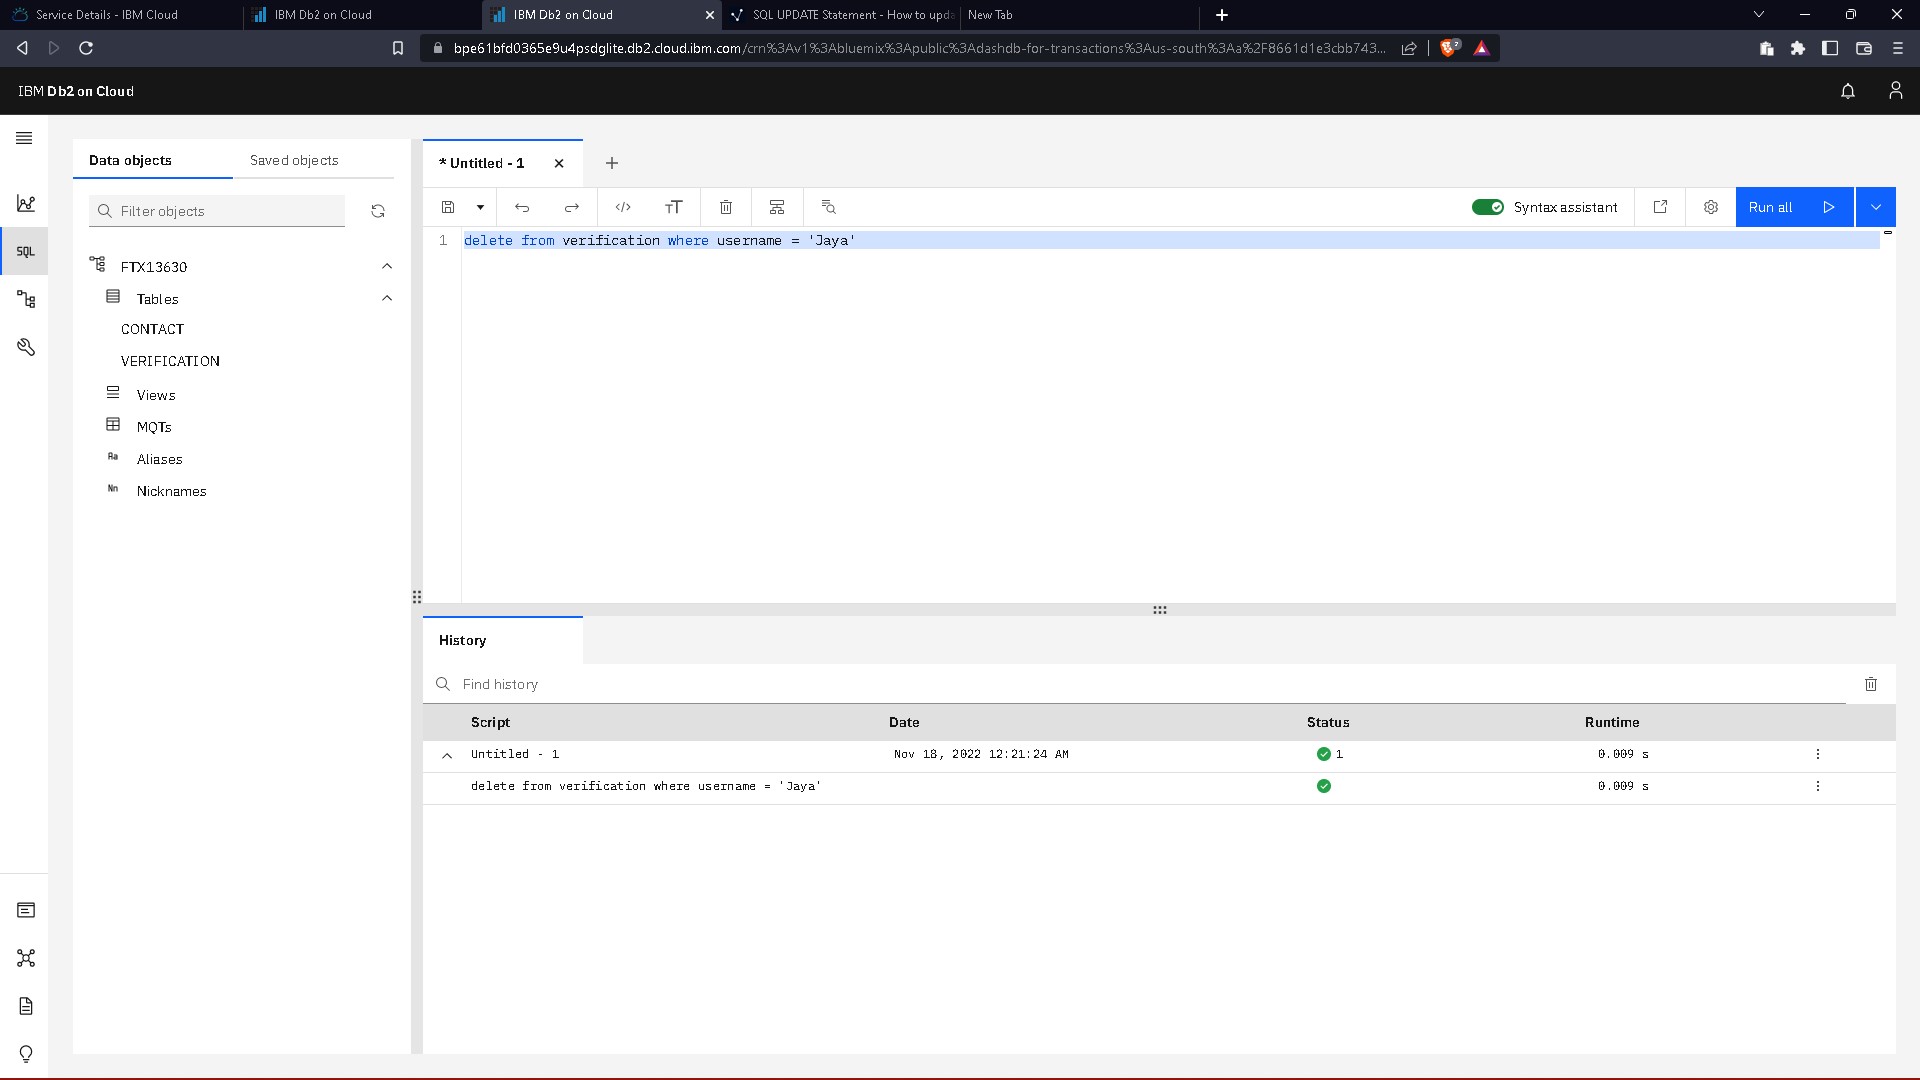 Service Details - IBM Cloud
IBM Db2 on Cloud
IBM Db2 on Cloud
SQL UPDATE Statement - How to upda
New Tab
bpe61bfd0365e9u4psdglite.db2.cloud.ibm.com/crn%3Av1%3Abluemix%3Apublic%3Adashdb-for-transactions%3Aus-south%3Aa%2F8661d1e3cbb743...
2
IBM Db2 on Cloud
Data objects
Saved objects
Filter objects
SQL
FTX13630
Tables
CONTACT
VERIFICATION
Views
MQTs
Aa
Aliases
Nn
Nicknames
* Untitled - 1
Syntax assistant
Run all
1
delete from verification where username = 'Jaya'
History
Find history
Script Date Status Runtime
Untitled - 1 Nov 18, 2022 12:21:24 AM 1 0.009 s
delete from verification where username = 'Jaya' 0.009 s